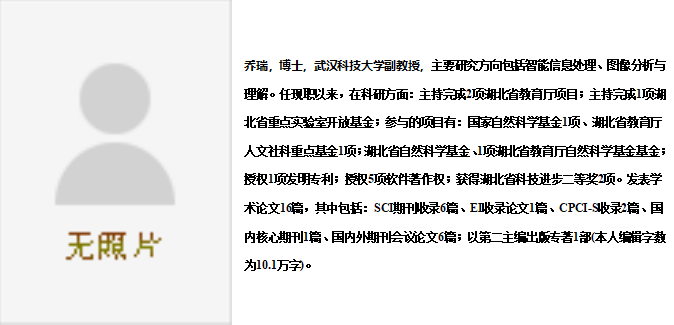 乔瑞，博士，武汉科技大学副教授，主要研究方向包括智能信息处理、图像分析与
理解。任现职以来，在科研方面：主持完成2项湖北省教育厅项目；主持完成1项湖
北省重点实验室开放基金；参与的项目有：国家自然科学基金1项、湖北省教育厅
人文社科重点基金1项；湖北省自然科学基金、1项湖北省教育厅自然科学基金基金；
授权1项发明专利；授权5项软件著作权；获得湖北省科技进步二等奖2项。发表学
术论文16篇，其中包括：SCI期刊收录6篇、EI收录论文1篇、CPCI-S收录2篇、国
内核心期刊1篇、国内外期刊会议论文6篇；以第二主编出版专著1部(本人编辑字数
为10.1万字)。
无照片